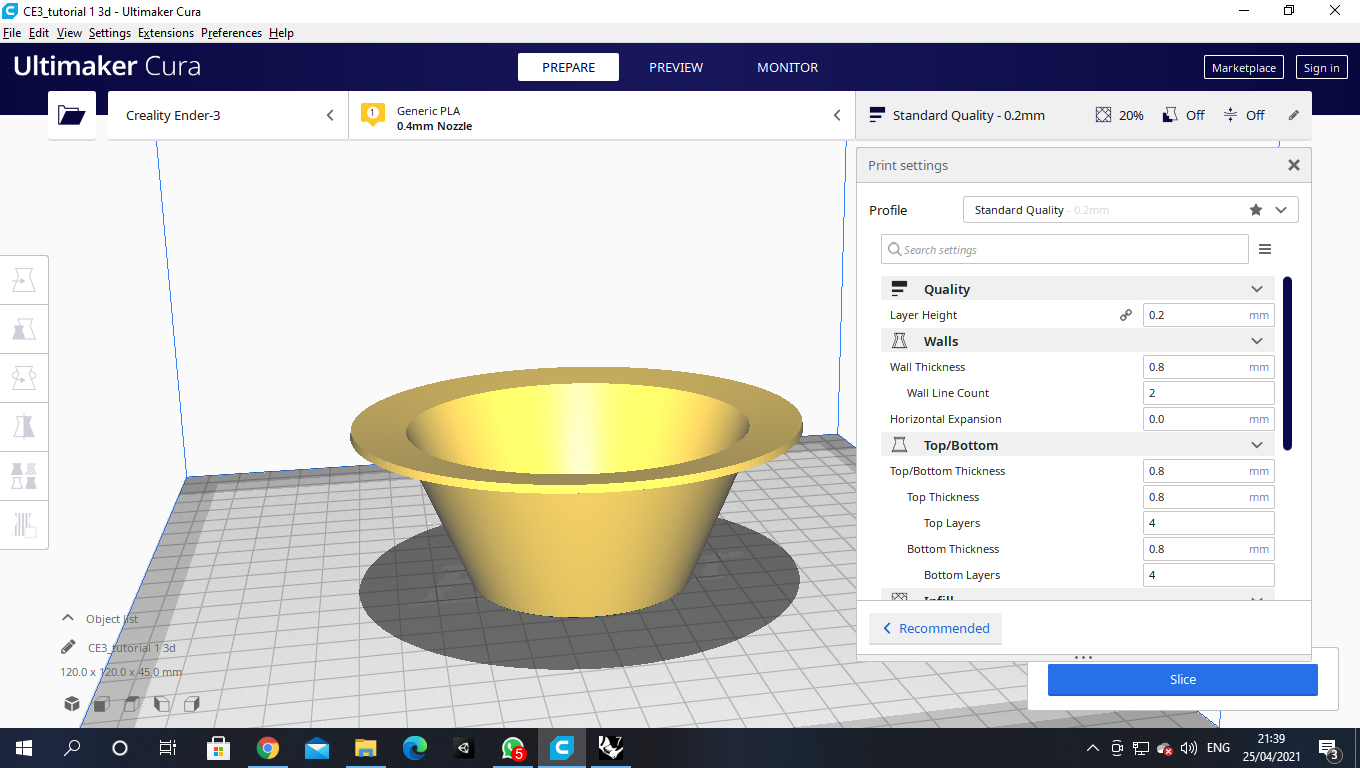 CE3_tutorial 1 3d - Ultimaker Cura
File Edit View Settings Extensions Preferences Help
Ultimaker Cura
PREPARE PREVIEW MONITOR
Marketplace
Sign in
Creality Ender-3
1
Generic PLA
0.4mm Nozzle
Standard Quality - 0.2mm
20%
Off
Off
Print settings
Profile
Standard Quality - 0.2mm
Search settings
Quality
Layer Height 0.2 mm
Walls
Wall Thickness 0.8 mm
Wall Line Count 2
Horizontal Expansion 0.0 mm
Top/Bottom
Top/Bottom Thickness 0.8 mm
Top Thickness 0.8 mm
Top Layers 4
Bottom Thickness 0.8 mm
Bottom Layers 4
Infill
Recommended
Slice
Object list
CE3_tutorial 1 3d
120.0 x 120.0 x 45.0 mm
5
7
ENG
21:39
25/04/2021
3